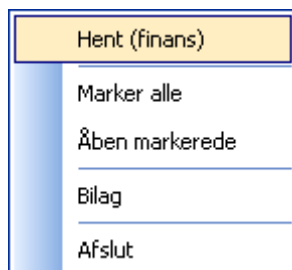 Hent (finans)
Marker alle
Åben markerede
Bilag
Afslut